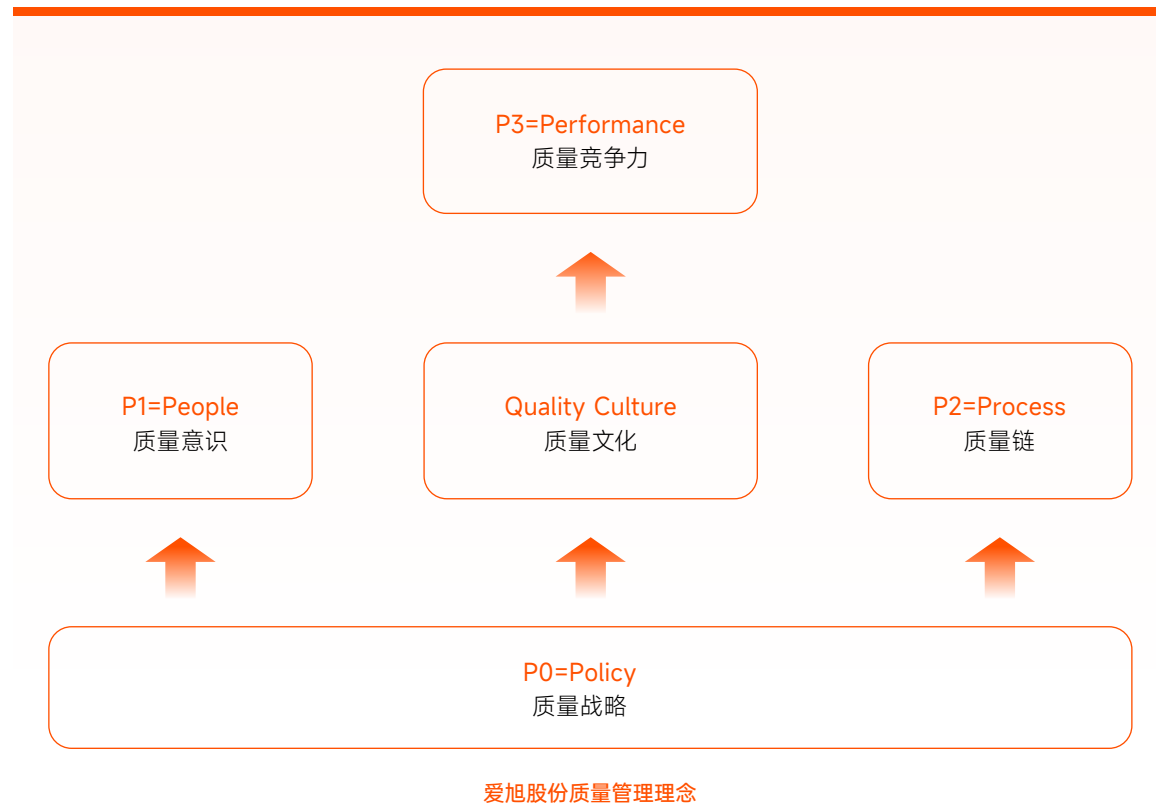 P3=Performance
质量竞争力
P1=People
质量意识
Quality Culture
质量文化
P2=Process
质量链
P0=Policy
质量战略
爱旭股份质量管理理念